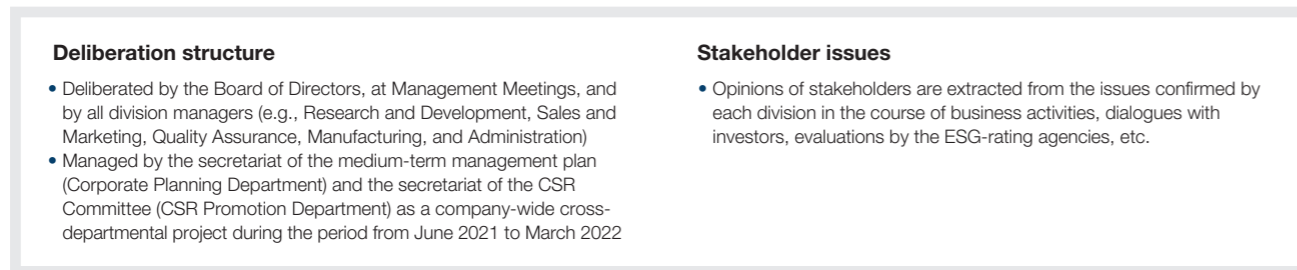 Deliberation structure
• Deliberated by the Board of Directors, at Management Meetings, and
by all division managers (e.g., Research and Development, Sales and
Marketing, Quality Assurance, Manufacturing, and Administration)
• Managed by the secretariat of the medium-term management plan
(Corporate Planning Department) and the secretariat of the CSR
Committee (CSR Promotion Department) as a company-wide cross-
departmental project during the period from June 2021 to March 2022
Stakeholder issues
• Opinions of stakeholders are extracted from the issues confirmed by
each division in the course of business activities, dialogues with
investors, evaluations by the ESG-rating agencies, etc.